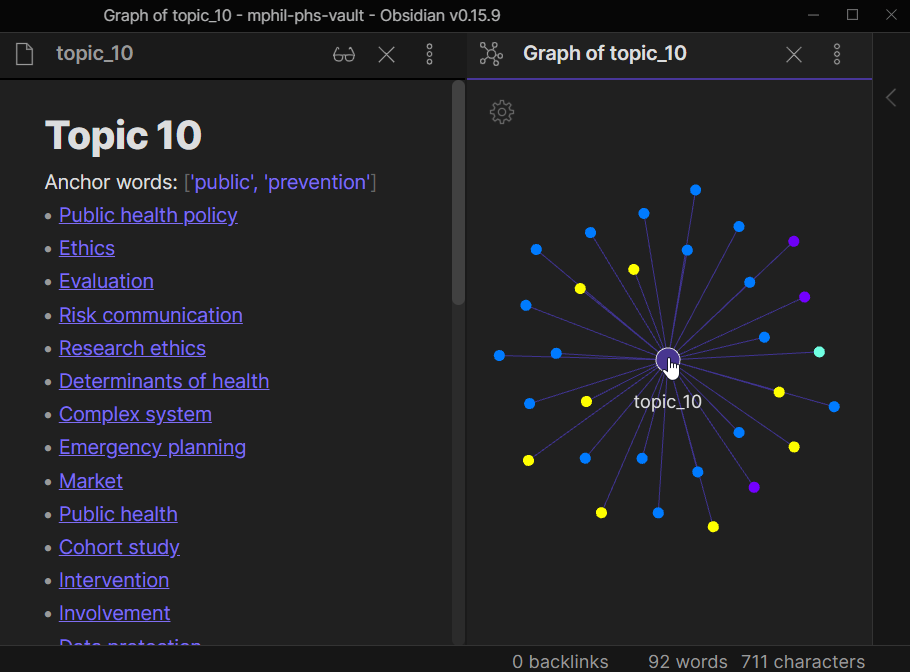 Graph of topic_10 - mphil-phs-vault - Obsidian v0.15.9
topic_10
Graph of topic_10
Topic 10
Anchor words: ['public', 'prevention']
• Public health policy
• Ethics
• Evaluation
• Risk communication
• Research ethics
• Determinants of health
• Complex system
• Emergency planning
• Market
• Public health
• Cohort study
• Intervention
• Involvement
• Data protection
topic_10
0 backlinks 92 words 711 characters